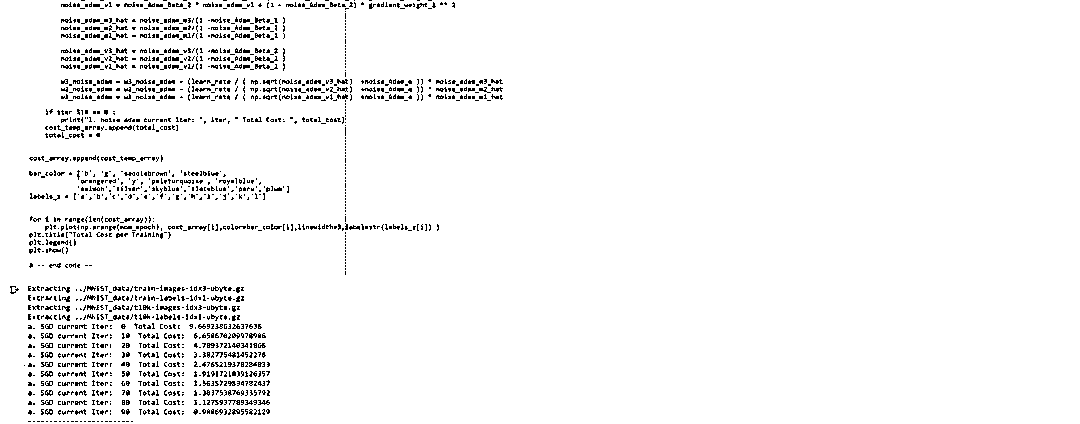 noise_adam_v1 = noise_Adam_Beta_2 * noise_adam_v1 + (1 - noise_Adam_Beta_2) * gradient_weight_1 ** 2
noise_adam_m3_hat = noise_adam_m3/(1 -noise_Adam_Beta_1 )
noise_adam_m2_hat = noise_adam_m2/(1 -noise_Adam_Beta_1 )
noise_adam_m1_hat = noise_adam_m1/(1 -noise_Adam_Beta_1 )
noise_adam_v3_hat = noise_adam_v3/(1 -noise_Adam_Beta_2 )
noise_adam_v2_hat = noise_adam_v2/(1 -noise_Adam_Beta_2 )
noise_adam_v1_hat = noise_adam_v1/(1 -noise_Adam_Beta_2 )
w3_noise_adam = w3_noise_adam - (learn_rate / ( np.sqrt(noise_adam_v3_hat) +noise_Adam_e )) * noise_adam_m3_hat
w2_noise_adam = w2_noise_adam - (learn_rate / ( np.sqrt(noise_adam_v2_hat) +noise_Adam_e )) * noise_adam_m2_hat
w1_noise_adam = w1_noise_adam - (learn_rate / ( np.sqrt(noise_adam_v1_hat) +noise_Adam_e )) * noise_adam_m1_hat
if iter %10 == 0 :
print("l. noise adam current Iter: ", iter, " Total Cost: ", total_cost)
cost_temp_array.append(total_cost)
total_cost = 0
cost_array.append(cost_temp_array)
bar_color = ['b', 'g', 'saddlebrown', 'steelblue',
'orangered', 'y', 'paleturquoise', 'royalblue',
'salmon','silver','skyblue','slateblue','peru','plum']
labels_s = ['a','b','c','d','e','f','g','h','i','j','k','l']
for i in range(len(cost_array)):
plt.plot(np.arange(num_epoch), cost_array[i],color=bar_color[i],linewidth=3,label=str(labels_s[i]) )
plt.title("Total Cost per Training")
plt.legend()
plt.show()
# -- end code --
Extracting ../MNIST_data/train-images-idx3-ubyte.gz
Extracting ../MNIST_data/train-labels-idx1-ubyte.gz
Extracting ../MNIST_data/t10k-images-idx3-ubyte.gz
Extracting ../MNIST_data/t10k-labels-idx1-ubyte.gz
a. SGD current Iter: 0 Total Cost: 9.669238632637636
a. SGD current Iter: 10 Total Cost: 6.658670209970986
a. SGD current Iter: 20 Total Cost: 4.789372140341866
a. SGD current Iter: 30 Total Cost: 3.382775481452276
a. SGD current Iter: 40 Total Cost: 2.4765219378284833
a. SGD current Iter: 50 Total Cost: 1.9191721839126357
a. SGD current Iter: 60 Total Cost: 1.5635729834782437
a. SGD current Iter: 70 Total Cost: 1.3037538769335792
a. SGD current Iter: 80 Total Cost: 1.1275937789349346
a. SGD current Iter: 90 Total Cost: 0.9886932895582129
-----------------------